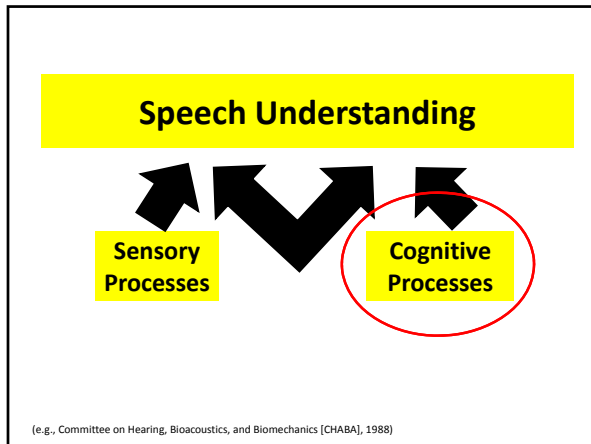 Speech Understanding
Sensory
Processes
Cognitive
Processes
(e.g., Committee on Hearing, Bioacoustics, and Biomechanics [CHABA], 1988)